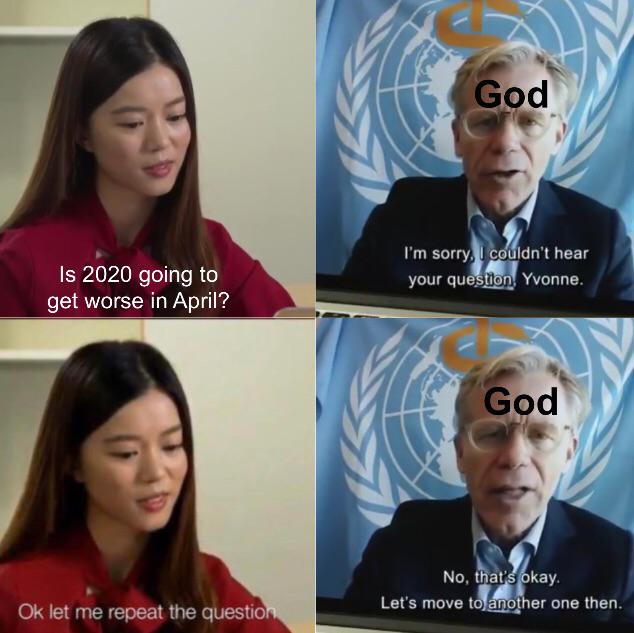 Is 2020 going to
get worse in April?
God
I'm sorry, I couldn't hear
your question, Yvonne.
Ok let me repeat the question
God
No, that's okay.
Let's move to another one then.